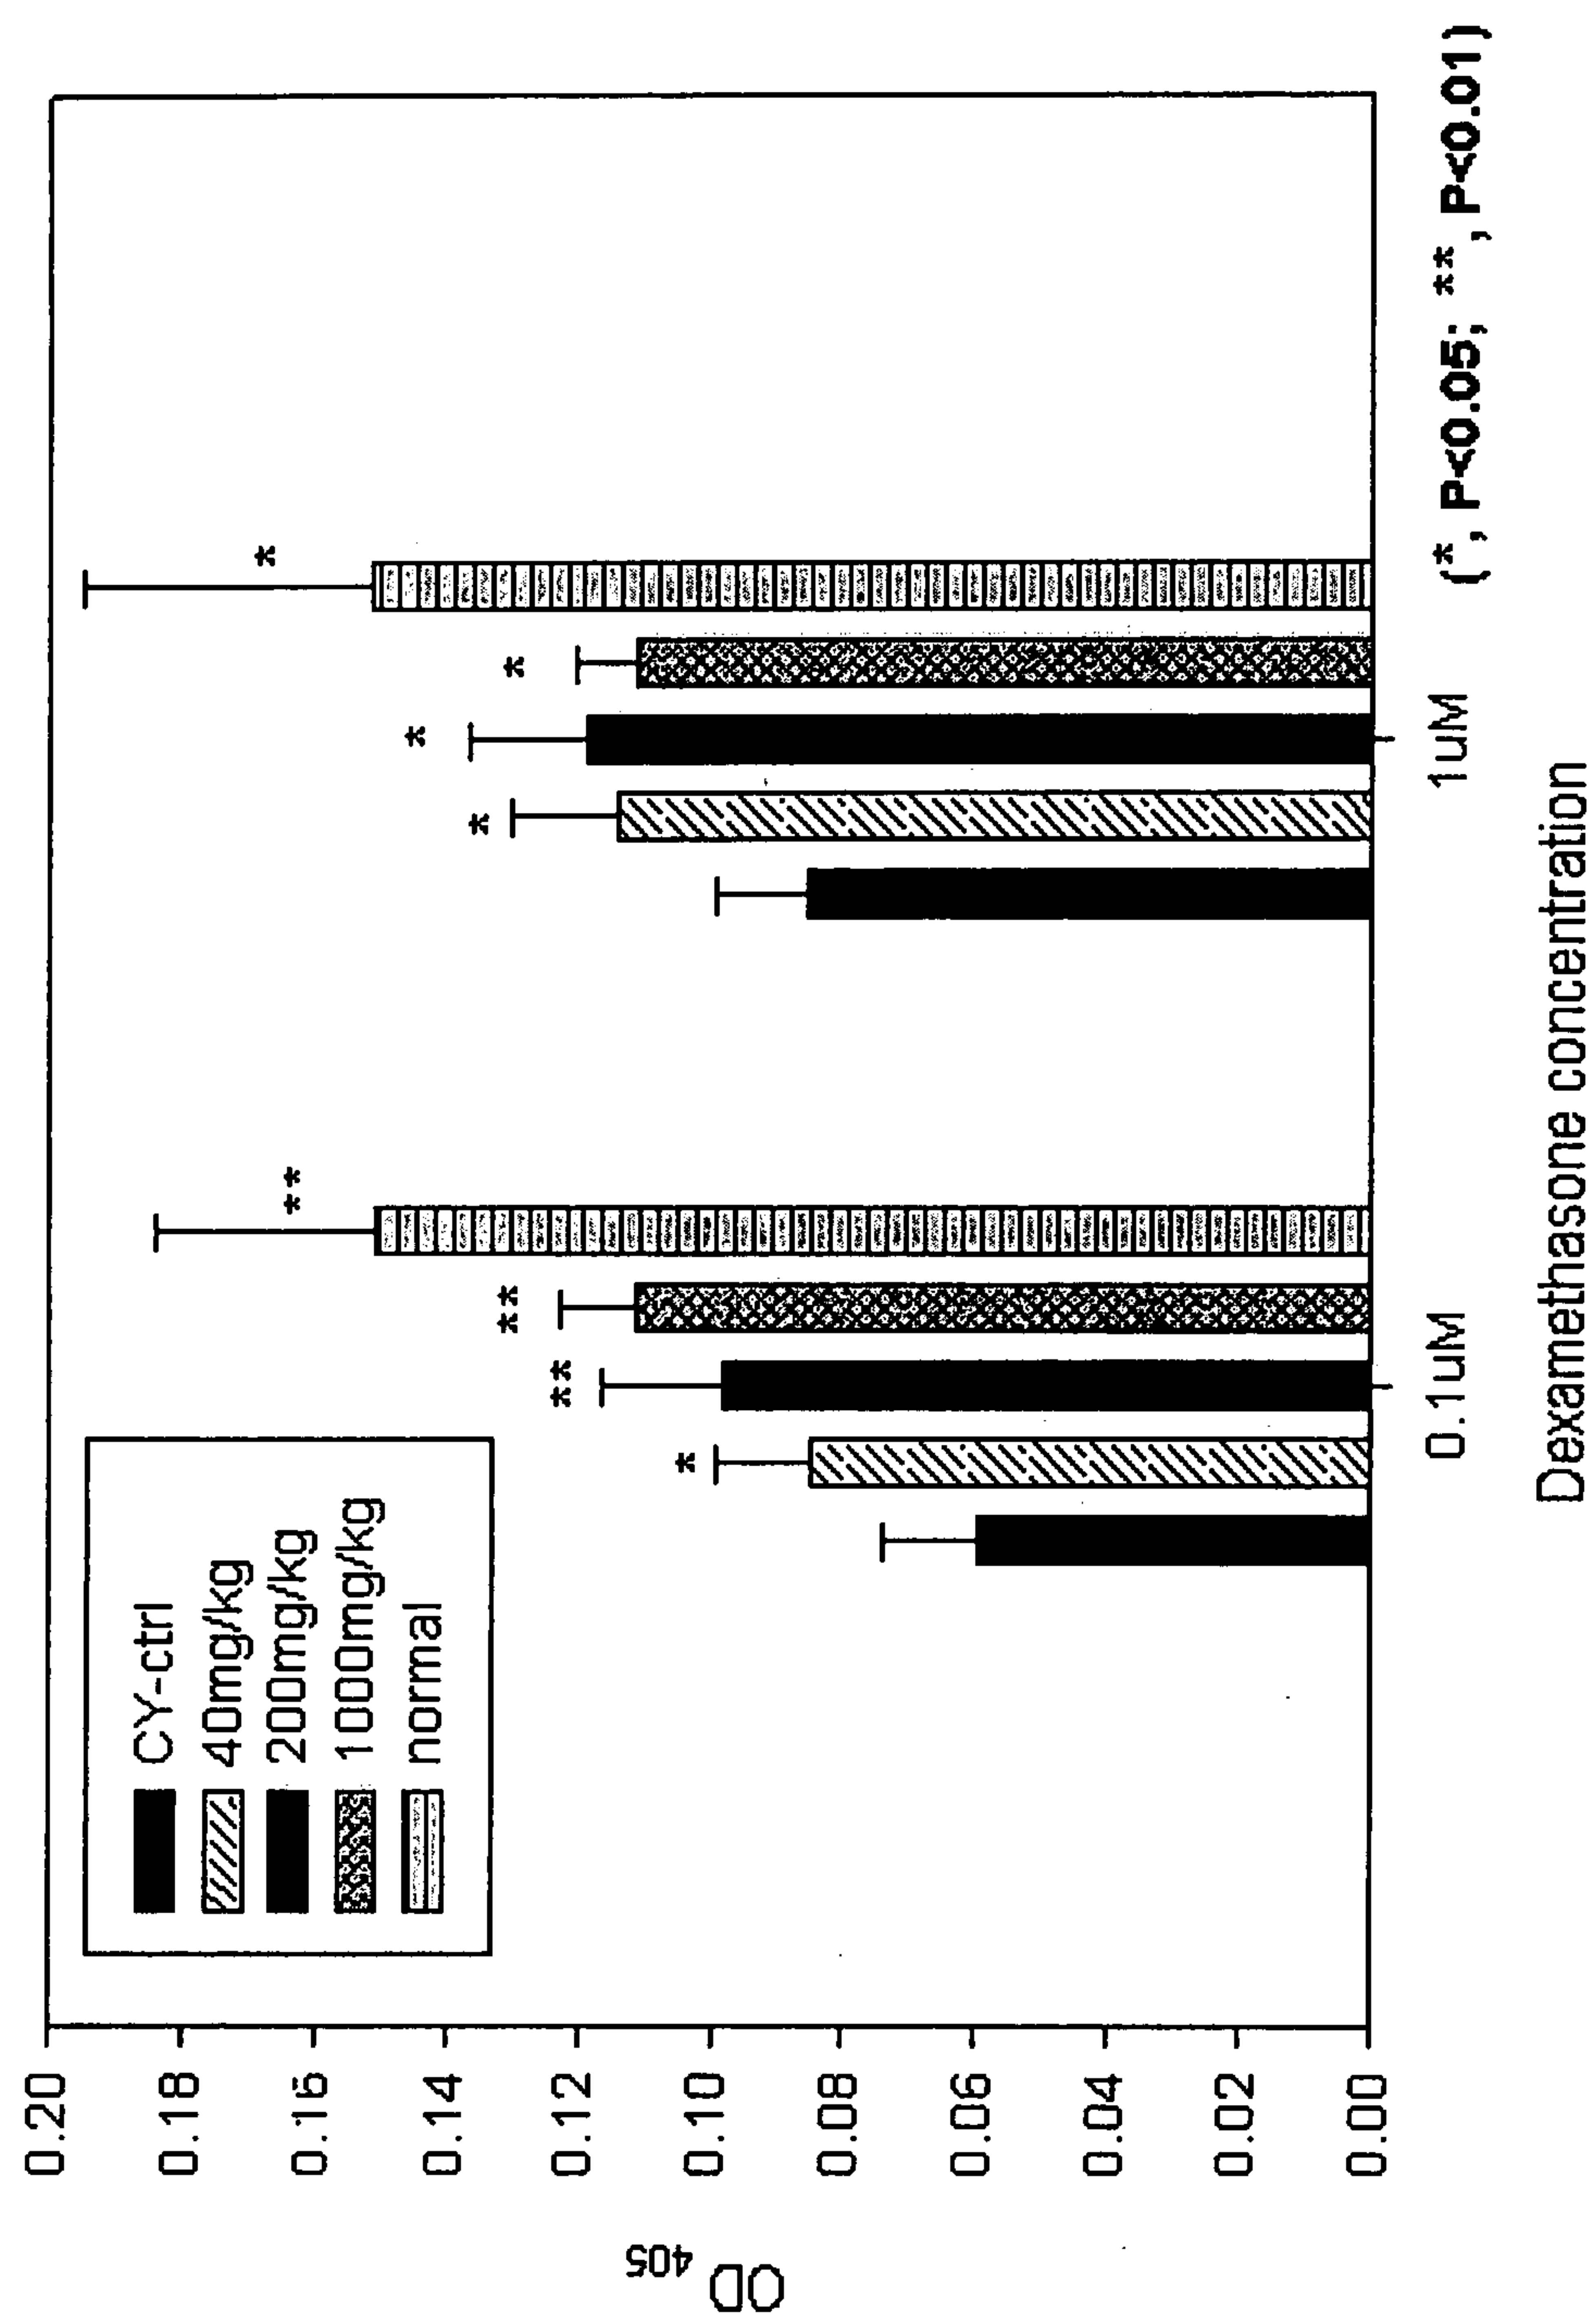 OD 405
0.20
0.18
0.16
0.14
0.12
0.10
0.08
0.06
0.04
0.02
0.00
CY-ctrl
40mg/kg
200mg/kg
1000mg/kg
normal
*
**
**
**
*
*
*
*
0.1uM
1uM
(*, P<0.05; **, P<0.01)
Dexamethasone concentration